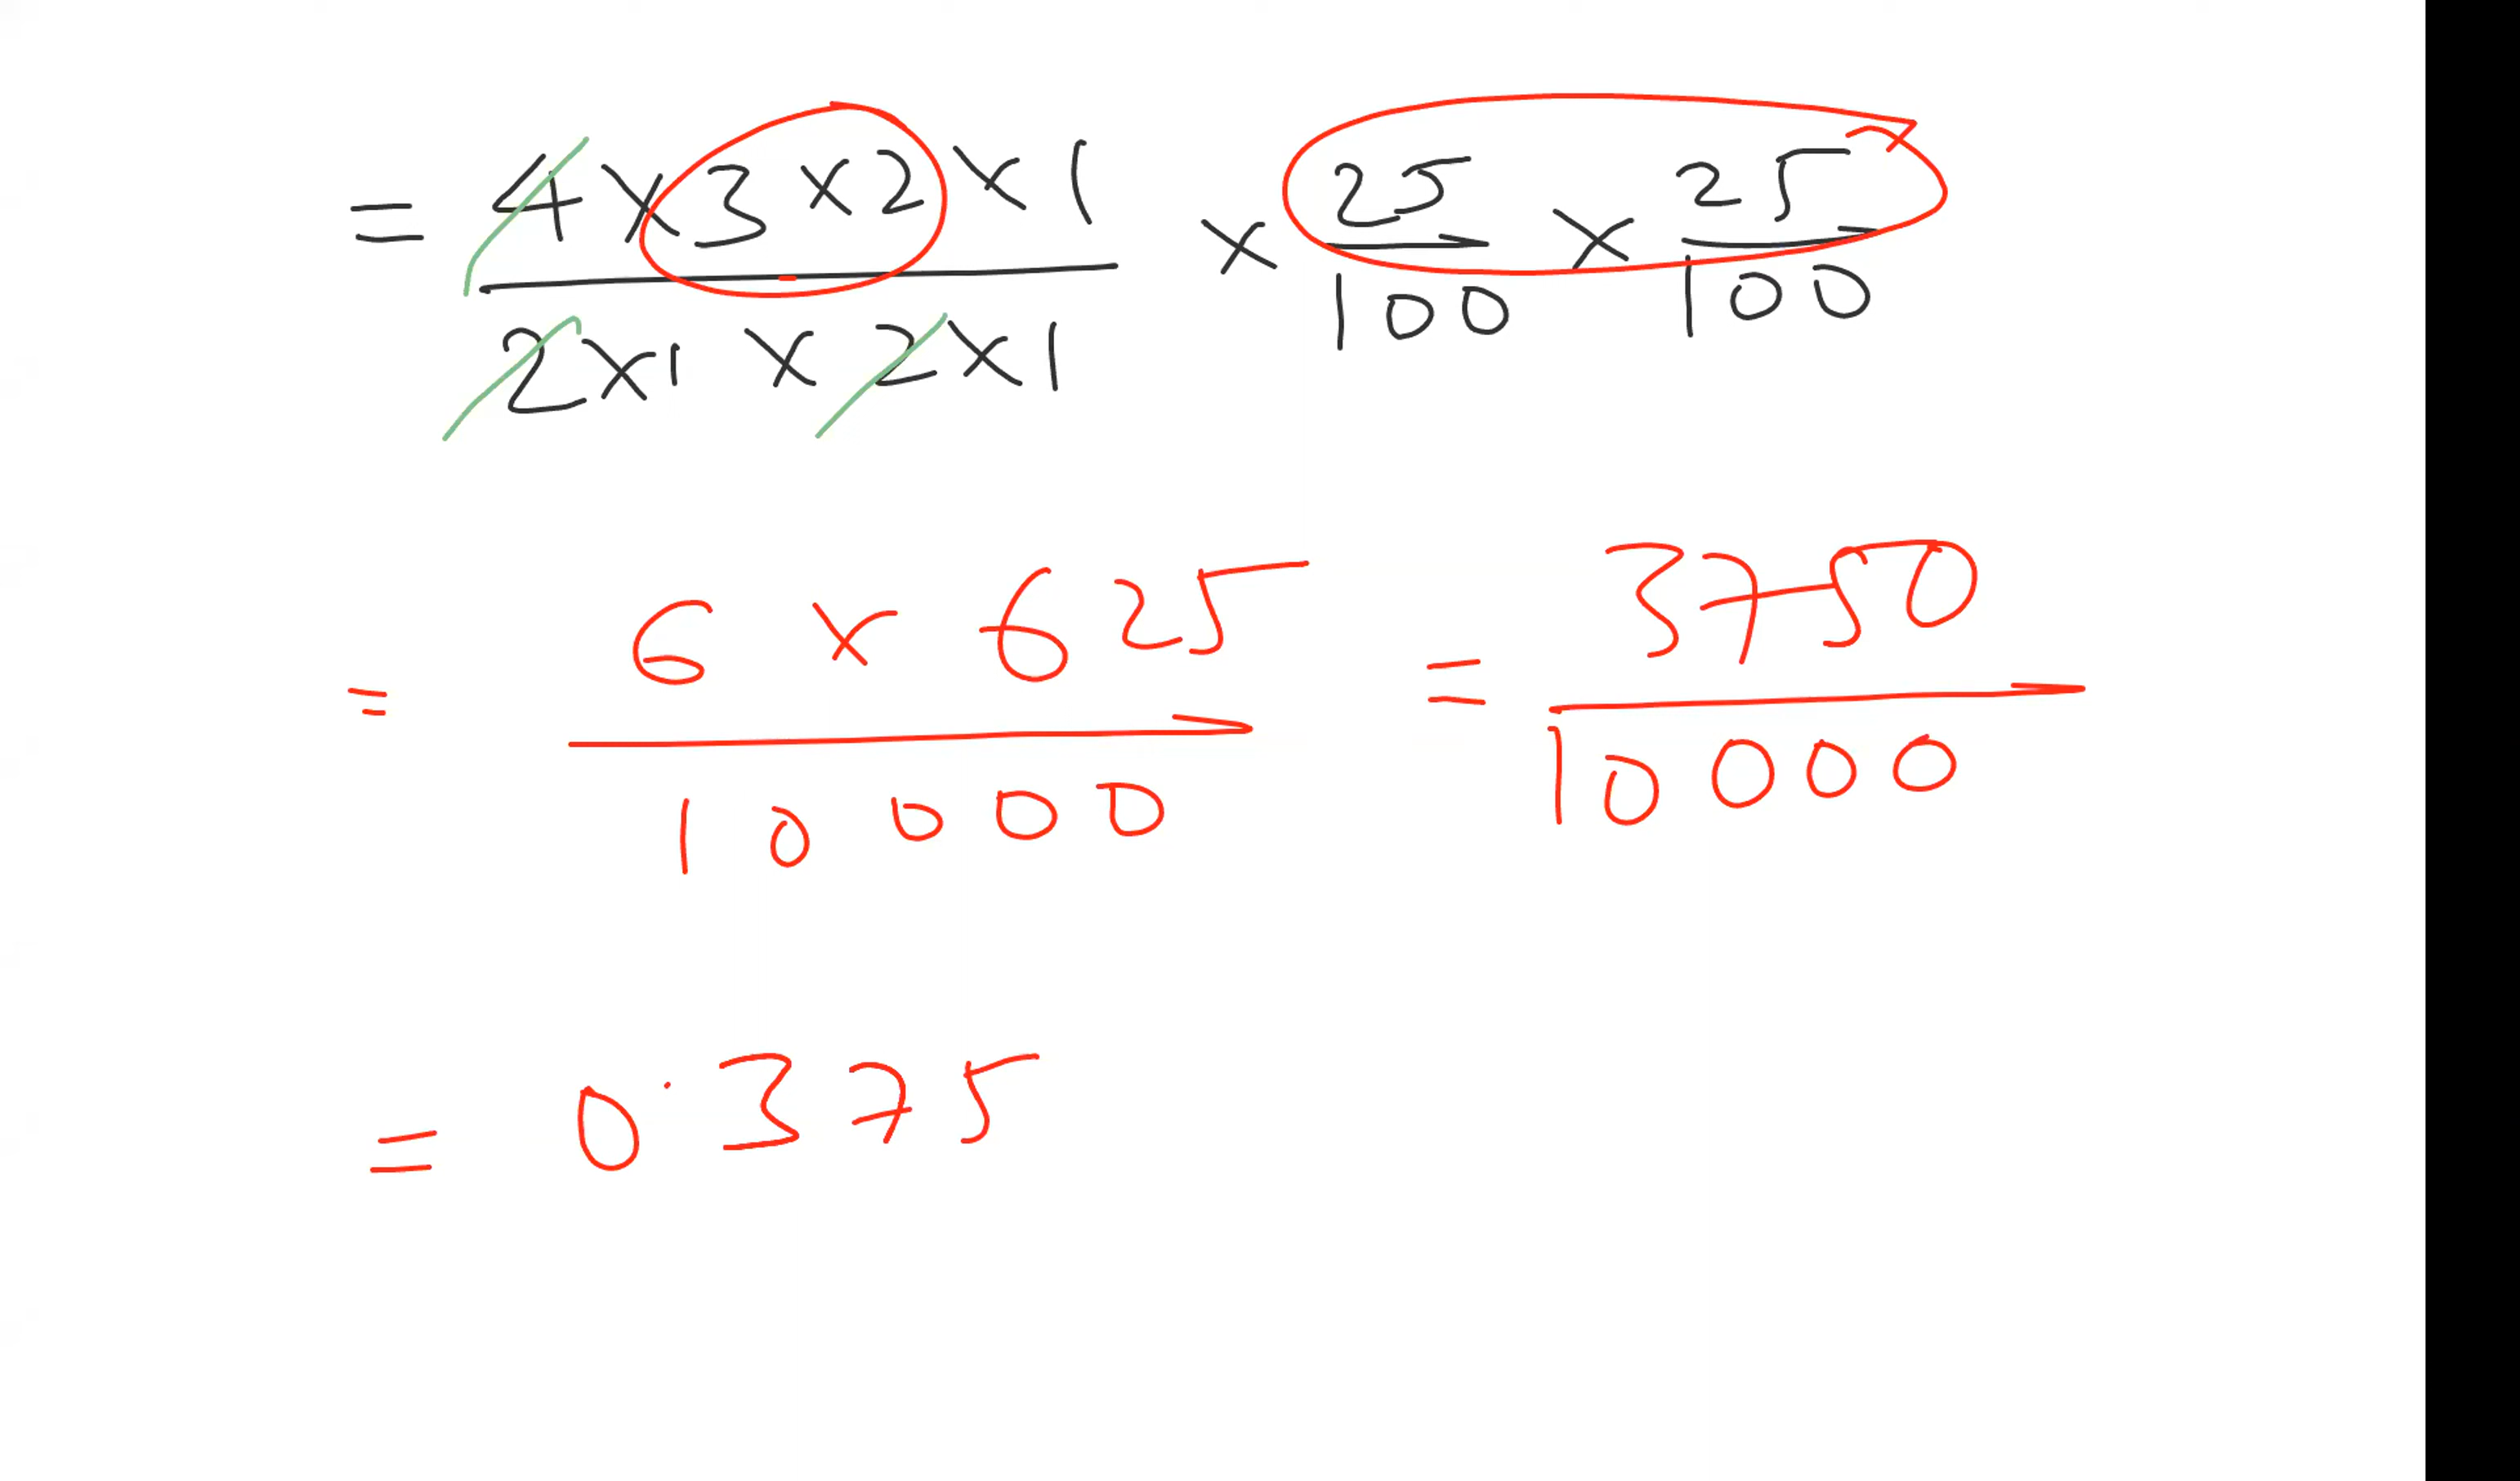 = 4×3×2×1 × 25 × 25
2×1 × 2×1 100 100
= 6 × 625 = 3750
10000 10000
= 0.375